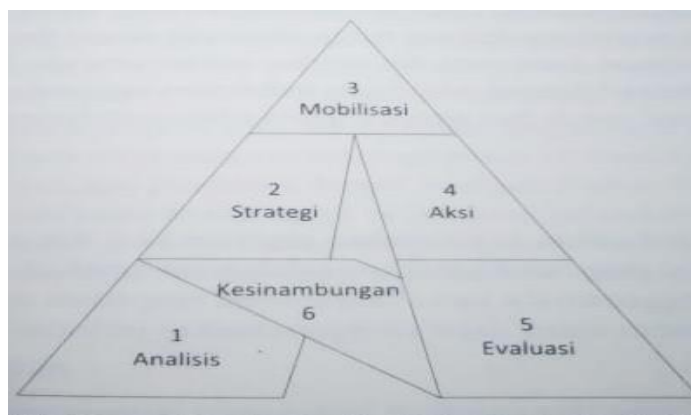 3
Mobilisasi
2
Strategi
4
Aksi
Kesinambungan
6
1
Analisis
5
Evaluasi